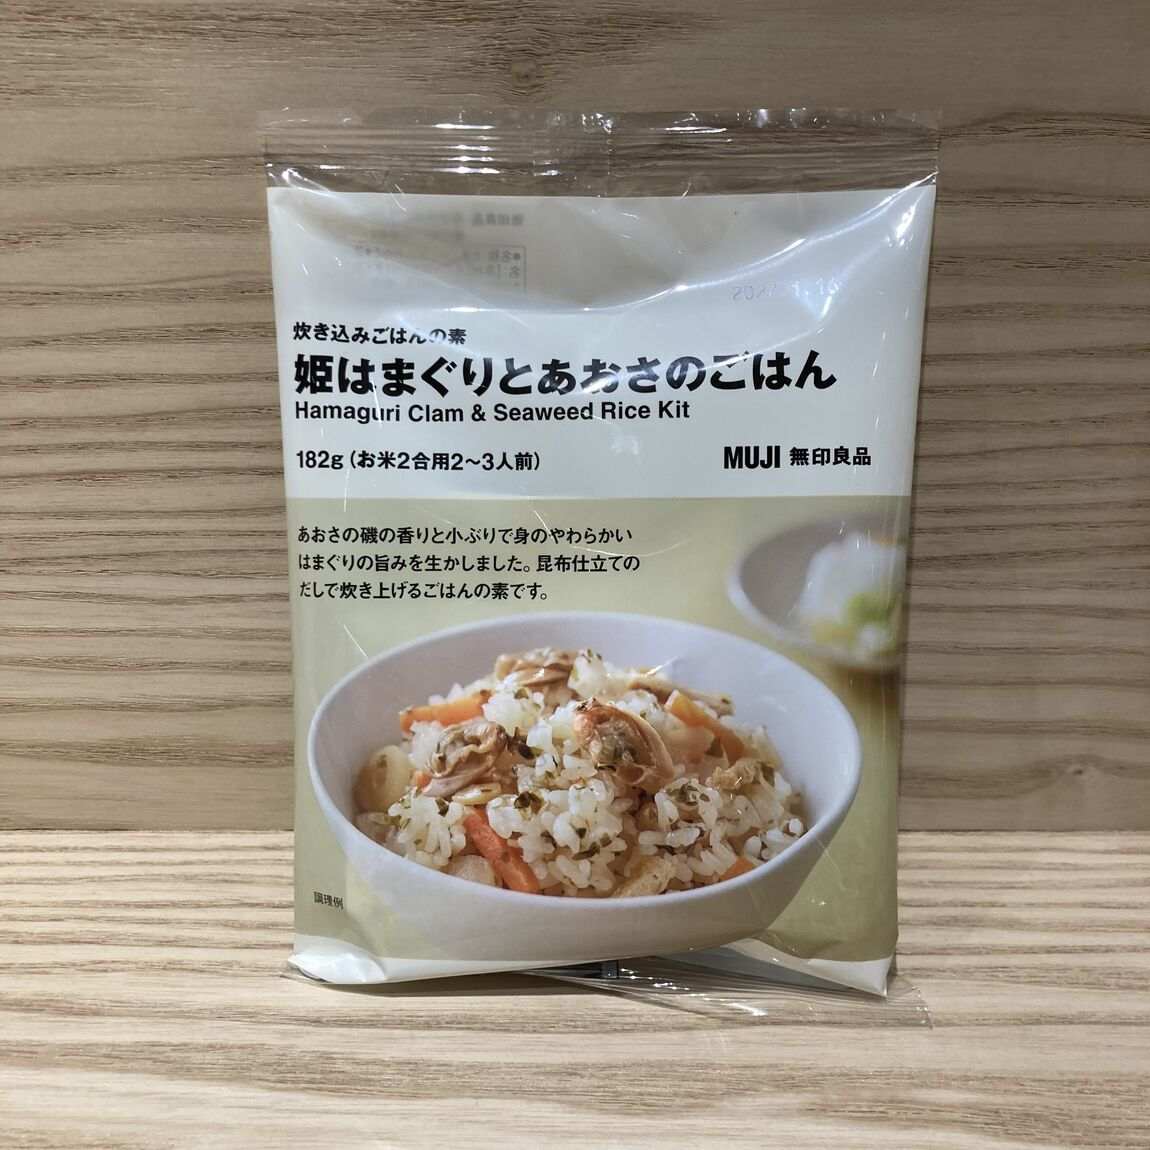 炊き込みごはんの素
姫はまぐりとあおさのごはん
Hamaguri Clam & Seaweed Rice Kit
182g（お米2合用2〜3人前）
MUJI 無印良品
あおさの磯の香りと小ぶりで身のやわらかい
はまぐりの旨みを生かしました。昆布仕立ての
だしで炊き上げるごはんの素です。
調理例